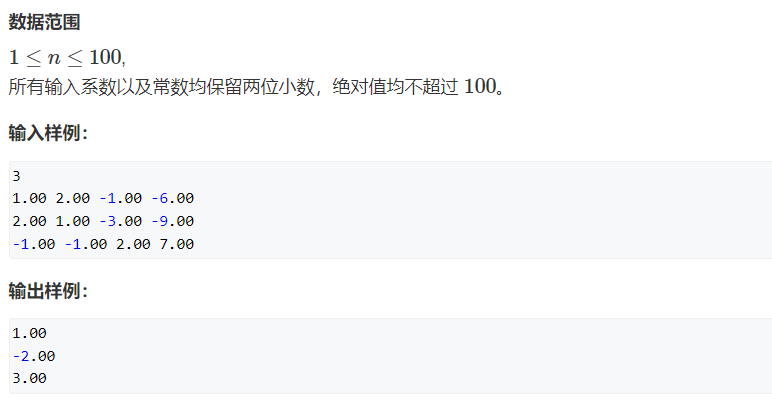 数据范围
1 ≤ n ≤ 100,
所有输入系数以及常数均保留两位小数，绝对值均不超过 100。
输入样例：
3
1.00 2.00 -1.00 -6.00
2.00 1.00 -3.00 -9.00
-1.00 -1.00 2.00 7.00
输出样例：
1.00
-2.00
3.00